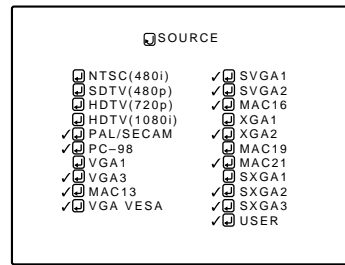 SOURCE
NTSC(480i)
SDTV(480p)
HDTV(720p)
HDTV(1080i)
✓ PAL/SECAM
✓ PC–98
VGA1
✓ VGA3
✓ MAC13
✓ VGA VESA
✓ SVGA1
✓ SVGA2
✓ MAC16
XGA1
✓ XGA2
MAC19
✓ MAC21
SXGA1
✓ SXGA2
✓ SXGA3
✓ USER